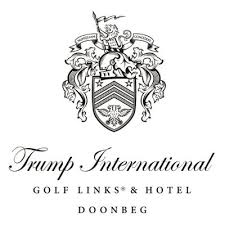 Trump International
GOLF LINKS® & HOTEL
DOONBEG